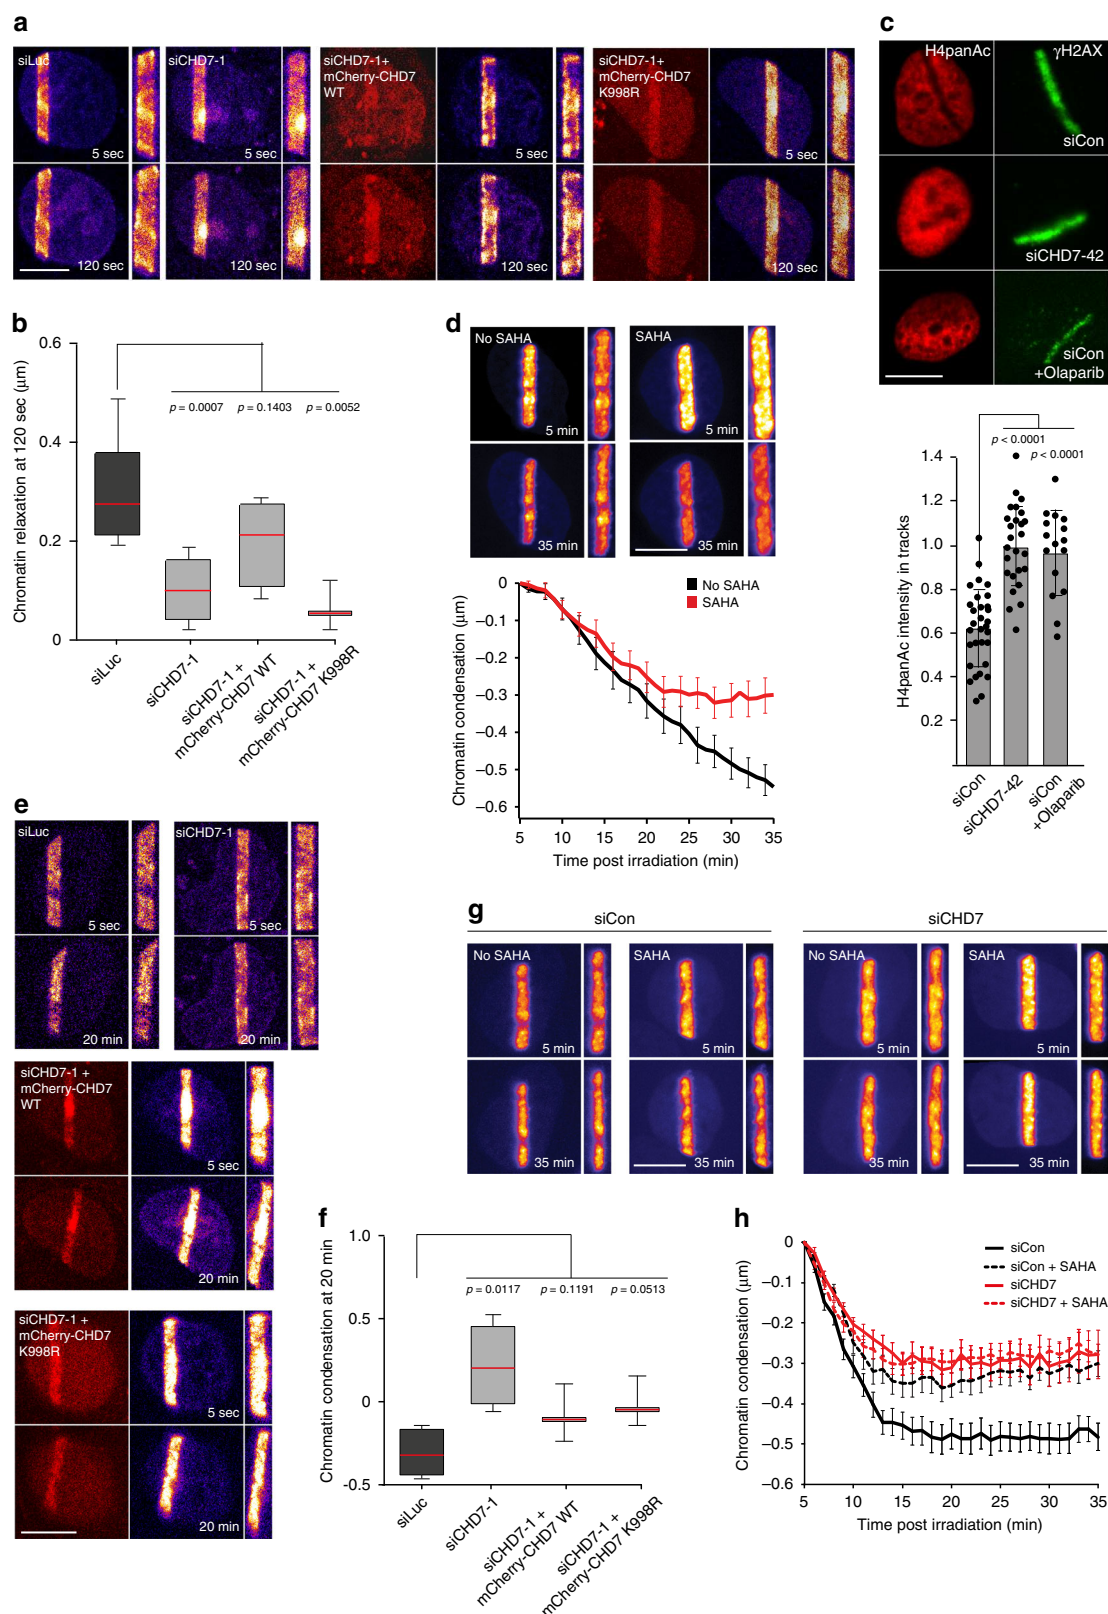 a
siLuc
5 sec
120 sec
siCHD7-1
5 sec
120 sec
siCHD7-1+
mCherry-CHD7
WT
5 sec
120 sec
siCHD7-1+
mCherry-CHD7
K998R
5 sec
120 sec
b
Chromatin relaxation at 120 sec (μm)
0.6
0.4
0.2
0
p = 0.0007
p = 0.1403
p = 0.0052
siLuc
siCHD7-1
siCHD7-1 +
mCherry-CHD7 WT
siCHD7-1 +
mCherry-CHD7 K998R
c
H4panAc
γH2AX
siCon
siCHD7-42
siCon
+Olaparib
p < 0.0001
p < 0.0001
H4panAc intensity in tracks
1.4
1.2
1.0
0.8
0.6
0.4
0.2
siCon
siCHD7-42
siCon
+Olaparib
d
No SAHA
5 min
35 min
SAHA
5 min
35 min
No SAHA
SAHA
Chromatin condensation (μm)
0
–0.1
–0.2
–0.3
–0.4
–0.5
–0.6
5
10
15
20
25
30
35
Time post irradiation (min)
e
siLuc
5 sec
20 min
siCHD7-1
5 sec
20 min
siCHD7-1 +
mCherry-CHD7
WT
5 sec
20 min
siCHD7-1 +
mCherry-CHD7
K998R
5 sec
20 min
f
Chromatin condensation at 20 min
1.0
0.5
0
-0.5
p = 0.0117
p = 0.1191
p = 0.0513
siLuc
siCHD7-1
siCHD7-1 +
mCherry-CHD7 WT
siCHD7-1 +
mCherry-CHD7 K998R
g
siCon
siCHD7
No SAHA
5 min
35 min
SAHA
5 min
35 min
No SAHA
5 min
35 min
SAHA
5 min
35 min
h
siCon
siCon + SAHA
siCHD7
siCHD7 + SAHA
Chromatin condensation (μm)
0
–0.1
–0.2
–0.3
–0.4
–0.5
–0.6
5
10
15
20
25
30
35
Time post irradiation (min)